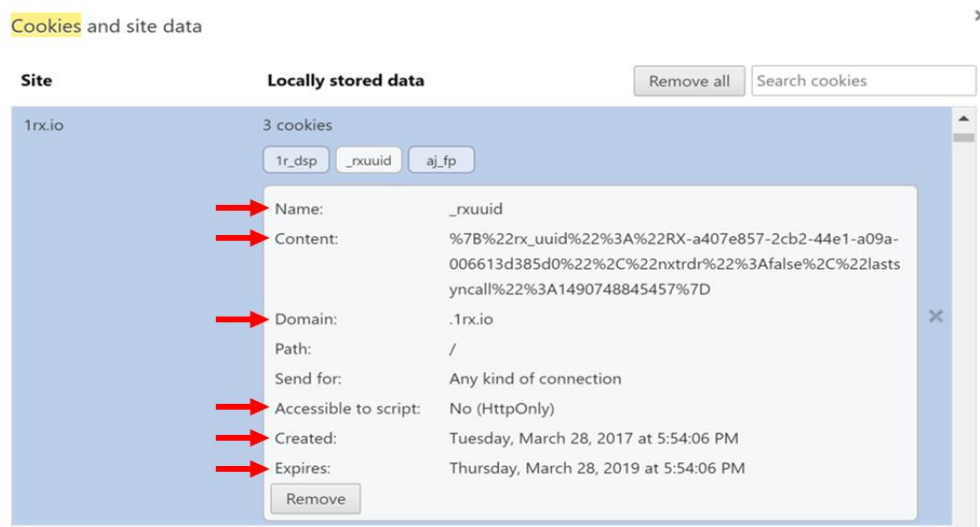 Cookies and site data
Site Locally stored data Remove all Search cookies
1rx.io 3 cookies
1r_dsp _rxuuid aj_fp
Name: _rxuuid
Content: %7B%22rx_uuid%22%3A%22RX-a407e857-2cb2-44e1-a09a-
006613d385d0%22%2C%22nxtrdr%22%3Afalse%2C%22lasts
yncall%22%3A1490748845457%7D
Domain: .1rx.io
Path: /
Send for: Any kind of connection
Accessible to script: No (HttpOnly)
Created: Tuesday, March 28, 2017 at 5:54:06 PM
Expires: Thursday, March 28, 2019 at 5:54:06 PM
Remove